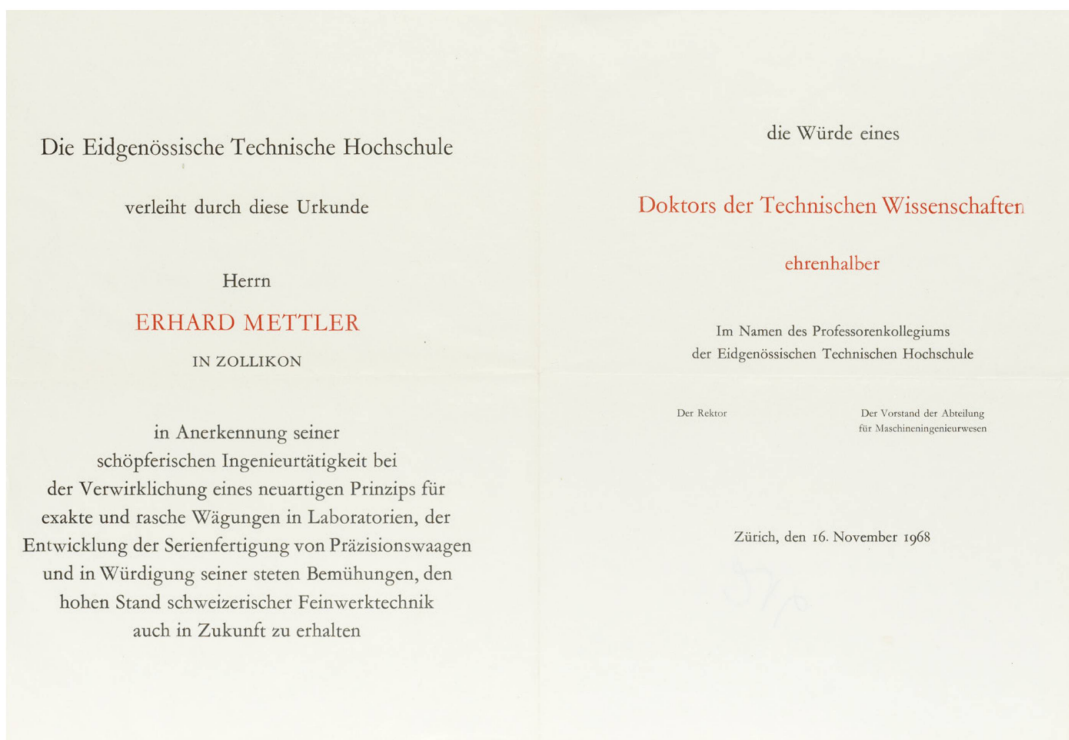 Die Eidgenössische Technische Hochschule
verleiht durch diese Urkunde
Herrn
ERHARD METTLER
IN ZOLLIKON
in Anerkennung seiner
schöpferischen Ingenieurtätigkeit bei
der Verwirklichung eines neuartigen Prinzips für
exakte und rasche Wägungen in Laboratorien, der
Entwicklung der Serienfertigung von Präzisionswaagen
und in Würdigung seiner steten Bemühungen, den
hohen Stand schweizerischer Feinwerktechnik
auch in Zukunft zu erhalten
die Würde eines
Doktors der Technischen Wissenschaften
ehrenhalber
Im Namen des Professorenkollegiums
der Eidgenössischen Technischen Hochschule
Der Rektor
Der Vorstand der Abteilung
für Maschineningenieurwesen
Zürich, den 16. November 1968